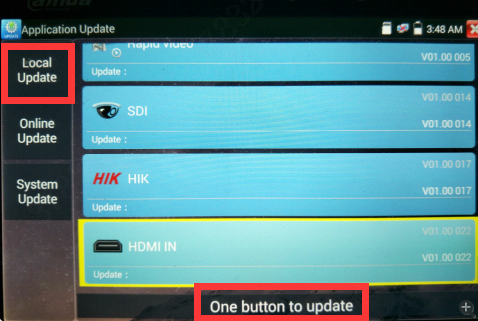 alhua
Application Update
3:48 AM
UPDATE
Local
Update
Online
Update
System
Update
Rapid video
V01.00 005
Update :
SDI
V01.00 014
V01.00 014
Update :
HIK HIK
V01.00 017
V01.00 017
Update :
HDMI IN
V01.00 022
V01.00 022
Update :
One button to update